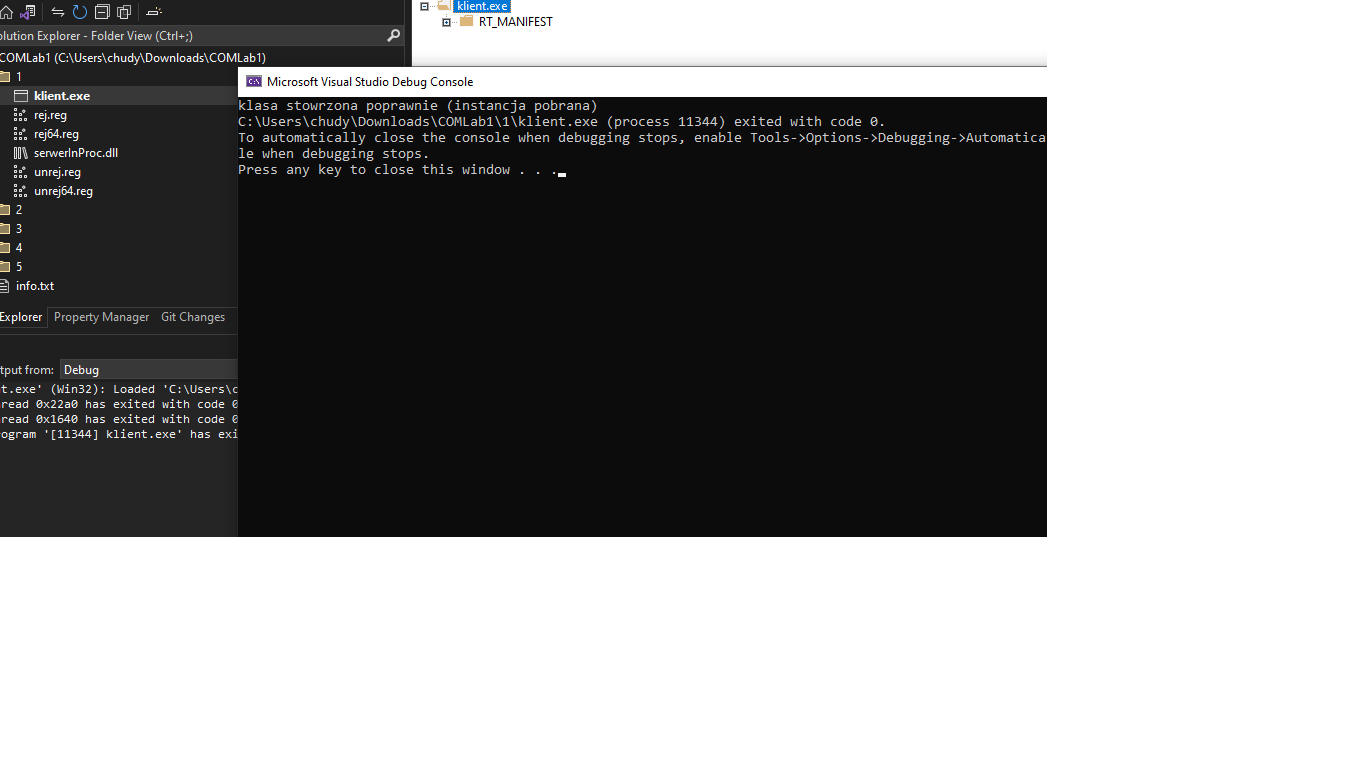 klient.exe
RT_MANIFEST
olution Explorer - Folder View (Ctrl+;)
COMLab1 (C:\Users\chudy\Downloads\COMLab1)
1
klient.exe
rej.reg
rej64.reg
serwerInProc.dll
unrej.reg
unrej64.reg
2
3
4
5
info.txt
Explorer Property Manager Git Changes
tput from: Debug
t.exe' (Win32): Loaded 'C:\Users\c
read 0x22a0 has exited with code 0
read 0x1640 has exited with code 0
ogram '[11344] klient.exe' has exi
Microsoft Visual Studio Debug Console
klasa stowrzona poprawnie (instancja pobrana)
C:\Users\chudy\Downloads\COMLab1\1\klient.exe (process 11344) exited with code 0.
To automatically close the console when debugging stops, enable Tools->Options->Debugging->Automatica
le when debugging stops.
Press any key to close this window . . .